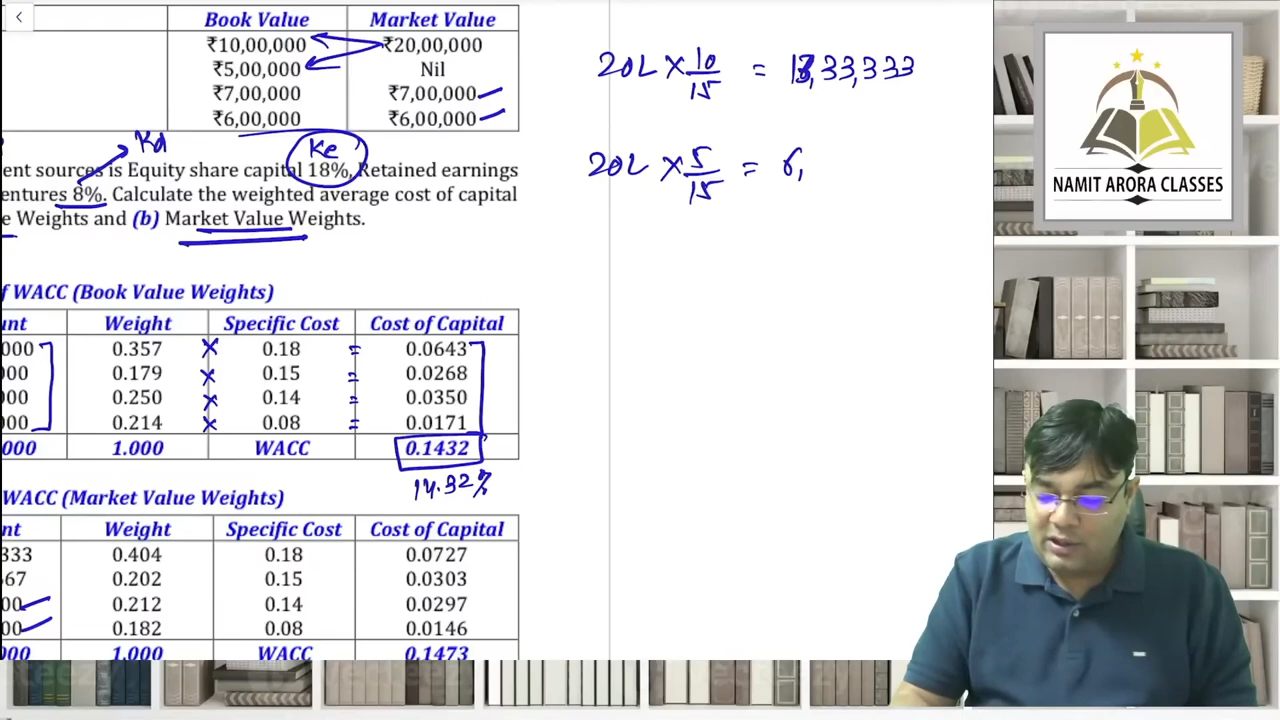 Book Value Market Value
₹10,00,000 ₹20,00,000
₹5,00,000 Nil
₹7,00,000 ₹7,00,000
₹6,00,000 ₹6,00,000
Kd Ke
ent sources is Equity share capital 18%, Retained earnings
entures 8%. Calculate the weighted average cost of capital
e Weights and (b) Market Value Weights.
f WACC (Book Value Weights)
unt Weight Specific Cost Cost of Capital
000 0.357 × 0.18 = 0.0643
000 0.179 × 0.15 = 0.0268
000 0.250 × 0.14 = 0.0350
000 0.214 × 0.08 = 0.0171
000 1.000 WACC 0.1432
14.32%
WACC (Market Value Weights)
nt Weight Specific Cost Cost of Capital
333 0.404 0.18 0.0727
67 0.202 0.15 0.0303
00 0.212 0.14 0.0297
00 0.182 0.08 0.0146
000 1.000 WACC 0.1473
20L × 10/15 = 13,33,333
20L × 5/15 = 6,
NAMIT ARORA CLASSES